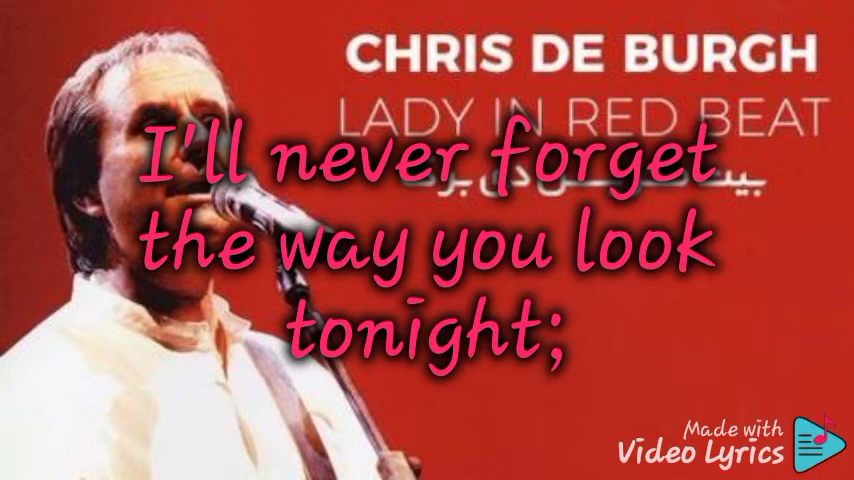 CHRIS DE BURGH
LADY IN RED BEAT
I'll never forget
the way you look
tonight;
Made with
Video Lyrics